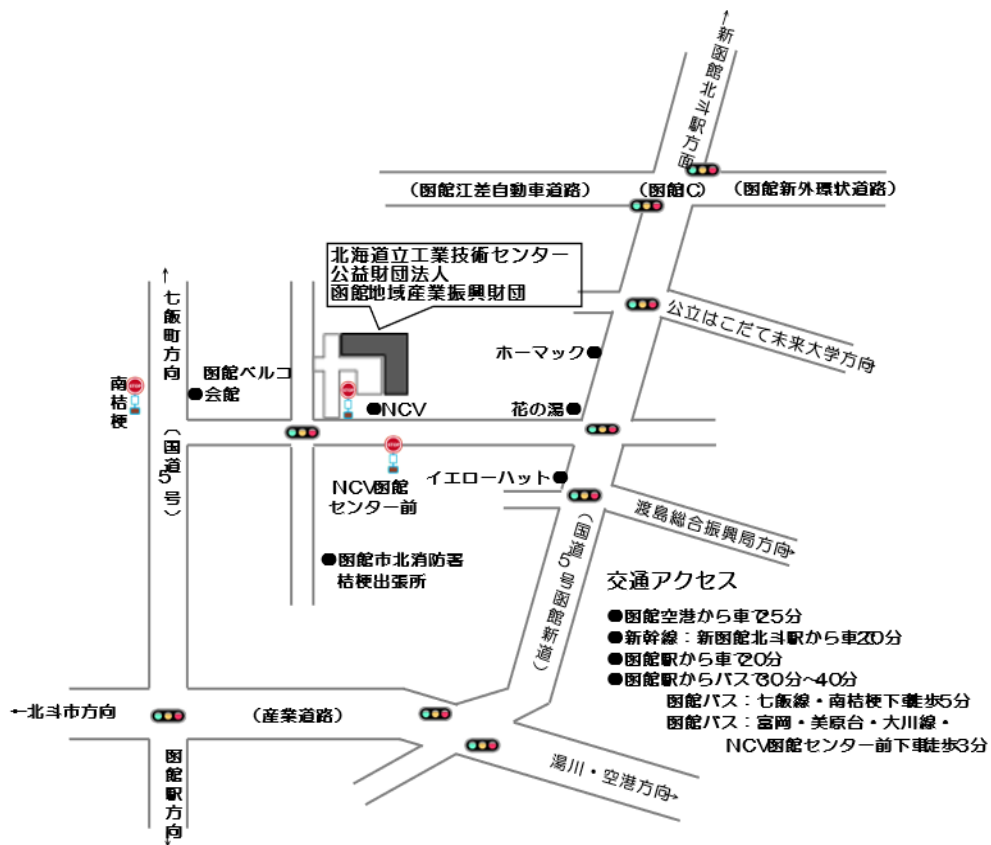 ←新函館北斗駅方面
(函館江差自動車道路)
(函館C)
(函館新外環状道路)
北海道立工業技術センター
公益財団法人
函館地域産業振興財団
←七飯町方向
公立はこだて未来大学方向
ホーマック
函館ベルコ
会館
南桔梗
STOP
STOP
NCV
花の湯
(国道5号)
STOP
イエローハット
NCV函館
センター前
渡島総合振興局方向→
(国道5号函館新道)
函館市北消防署
桔梗出張所
交通アクセス
●函館空港から車で25分
●新幹線：新函館北斗駅から車で20分
●函館駅から車で20分
●函館駅からバスで30分~40分
函館バス：七飯線・南桔梗下車徒歩5分
函館バス：富岡・美原台・大川線・
NCV函館センター前下車徒歩3分
←北斗市方向
(産業道路)
函館駅方向→
湯川・空港方向→